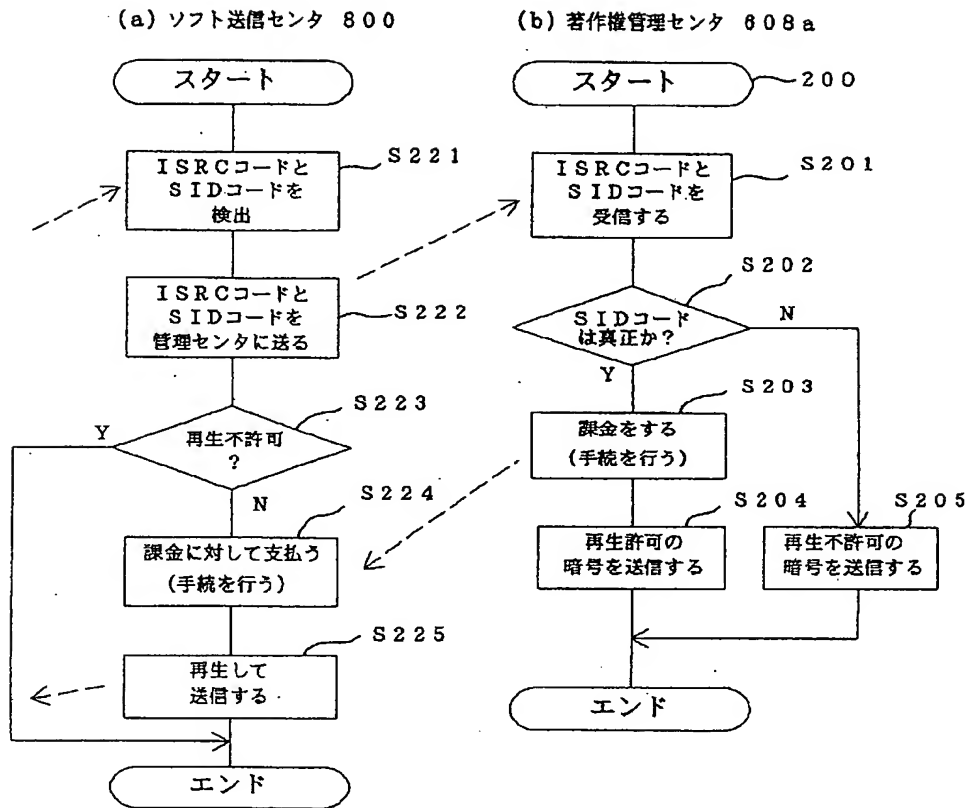 (a) ソフト送信センタ 800
スタート
S221
ISRCコードと
SIDコードを
検出
ISRCコードと
SIDコードを
管理センタに送る
S222
S223
Y
再生不許可
?
N
S224
課金に対して支払う
(手続を行う)
S225
再生して
送信する
エンド
(b) 著作権管理センタ 608a
スタート
200
S201
ISRCコードと
SIDコードを
受信する
S202
SIDコード
は真正か?
N
Y
S203
課金をする
(手続を行う)
S204
再生許可の
暗号を送信する
S205
再生不許可の
暗号を送信する
エンド